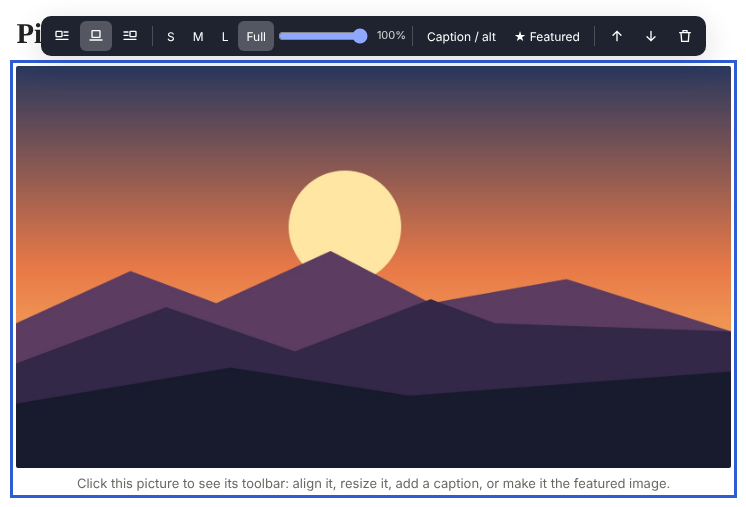 Pi
S M L Full 100% Caption / alt ★ Featured
Click this picture to see its toolbar: align it, resize it, add a caption, or make it the featured image.